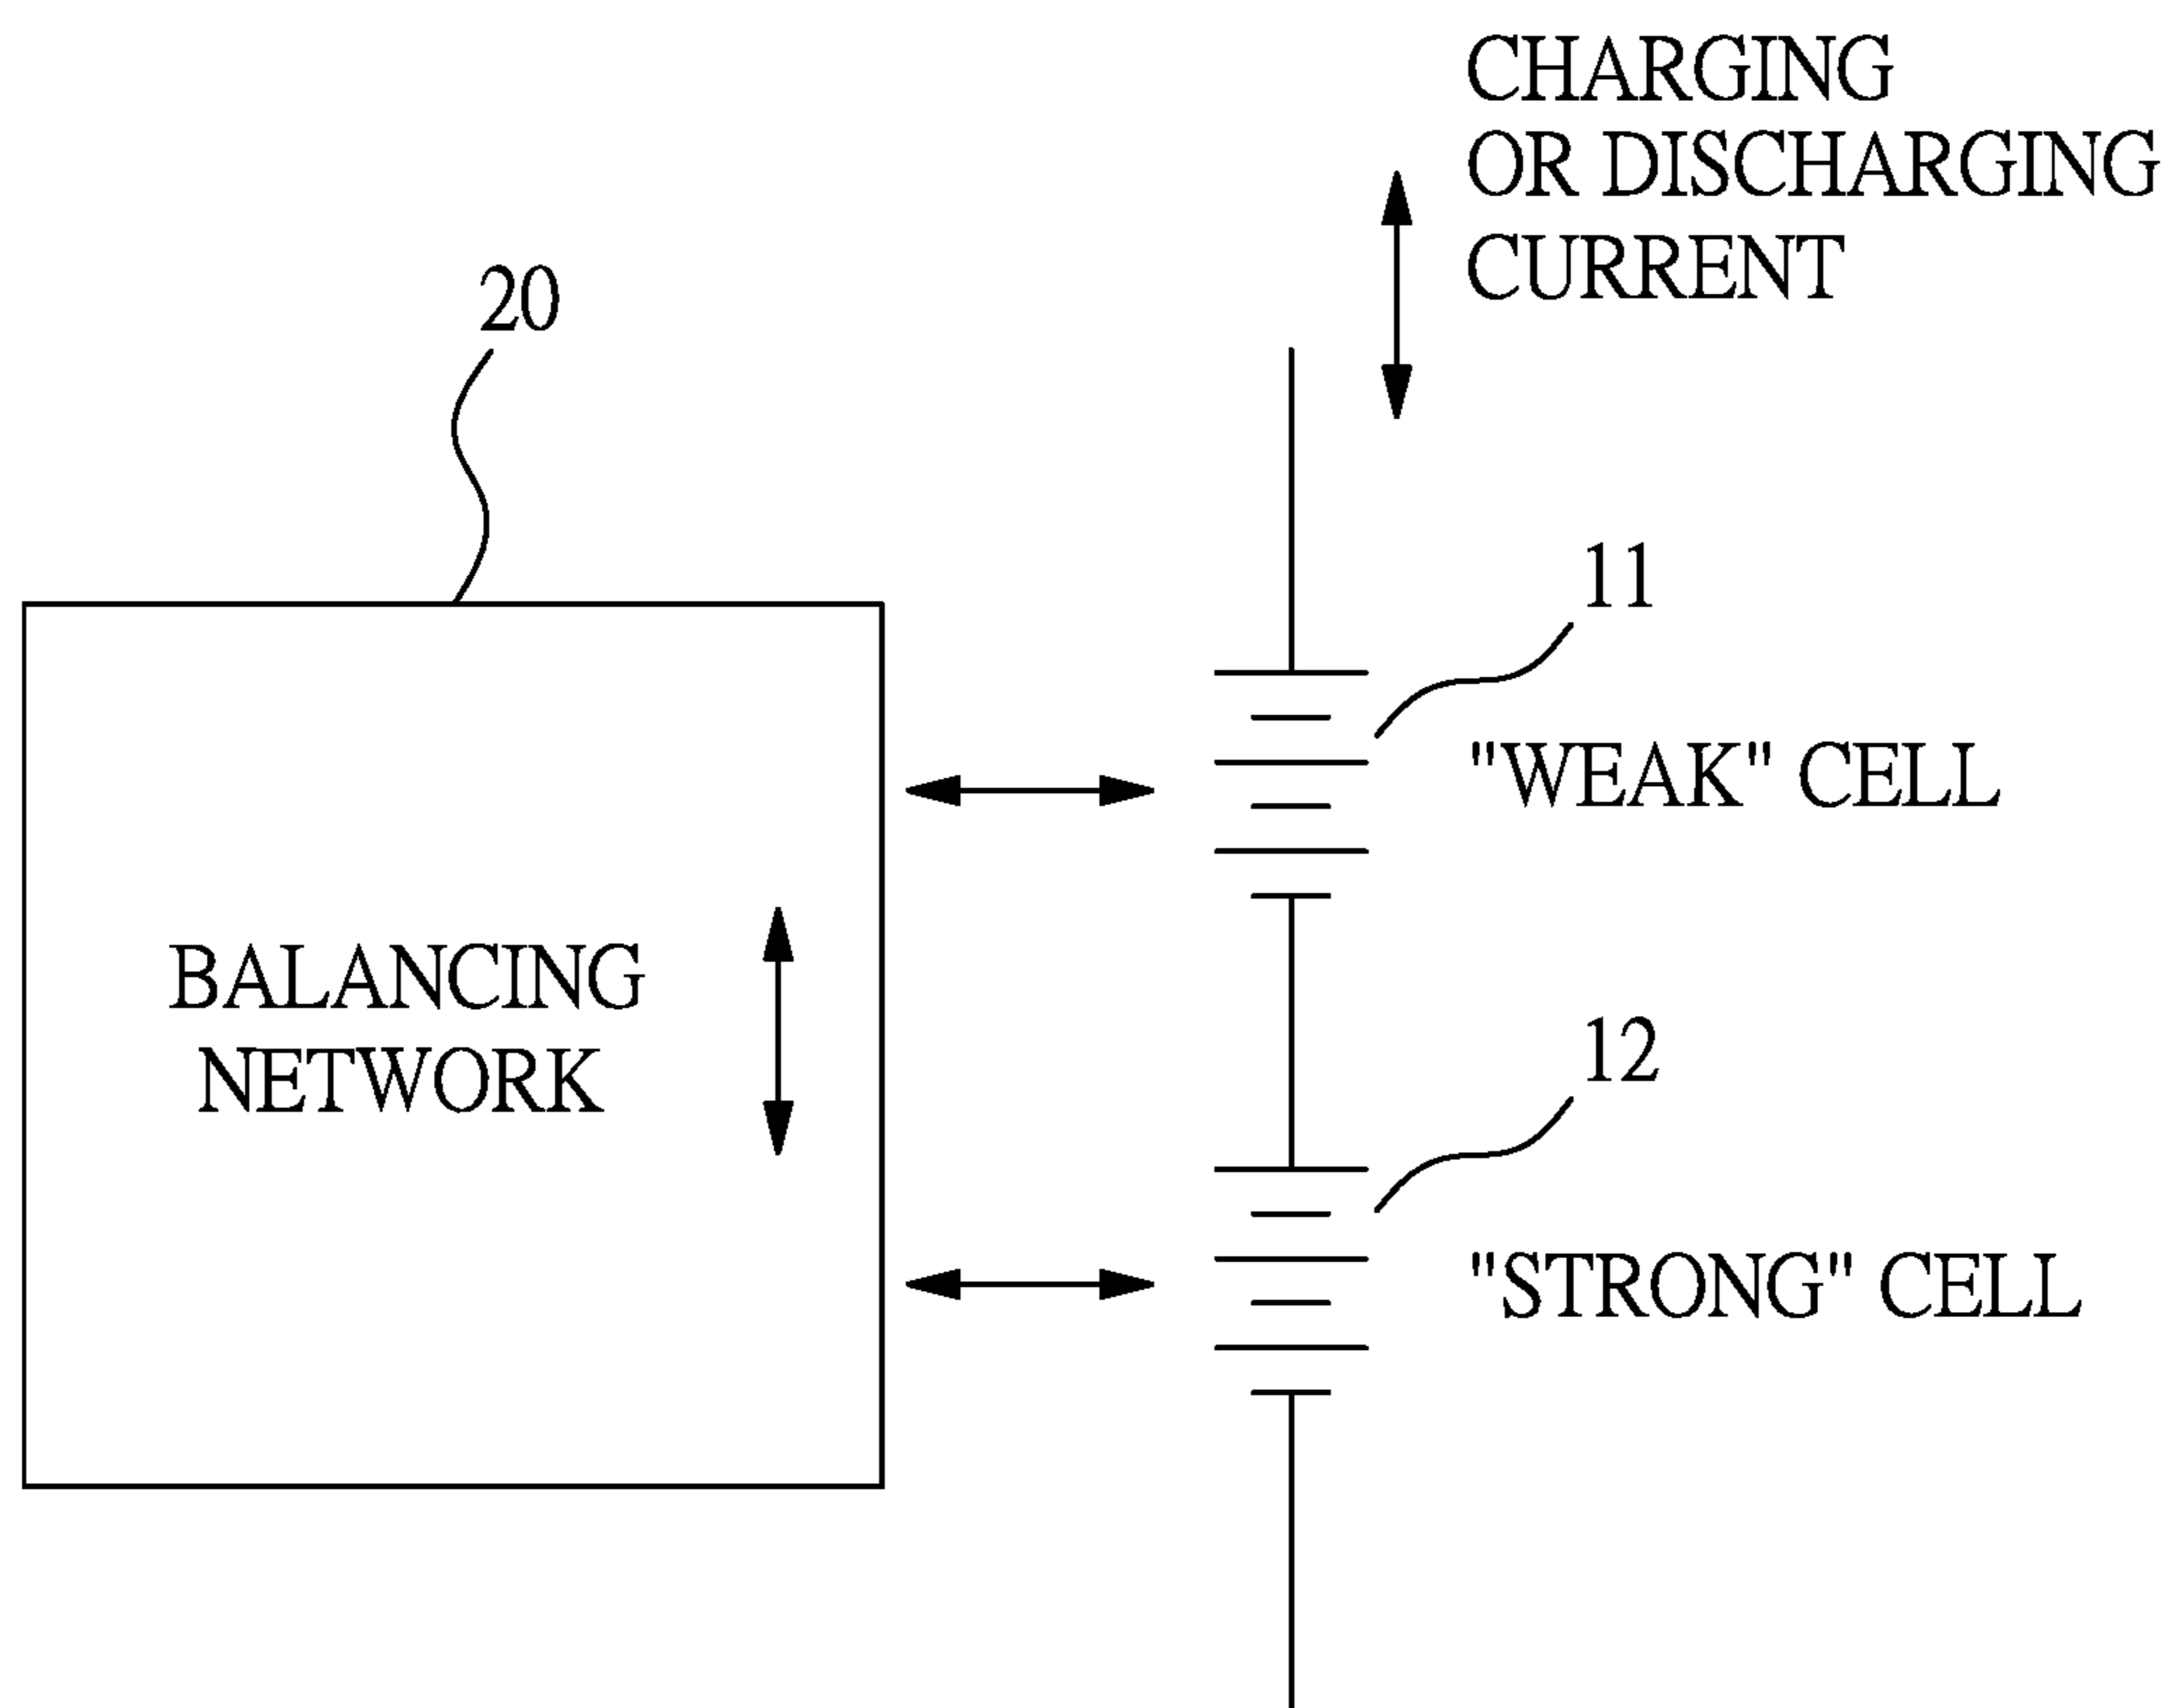 CHARGING
OR DISCHARGING
CURRENT
20
11
"WEAK" CELL
BALANCING
NETWORK
12
"STRONG" CELL